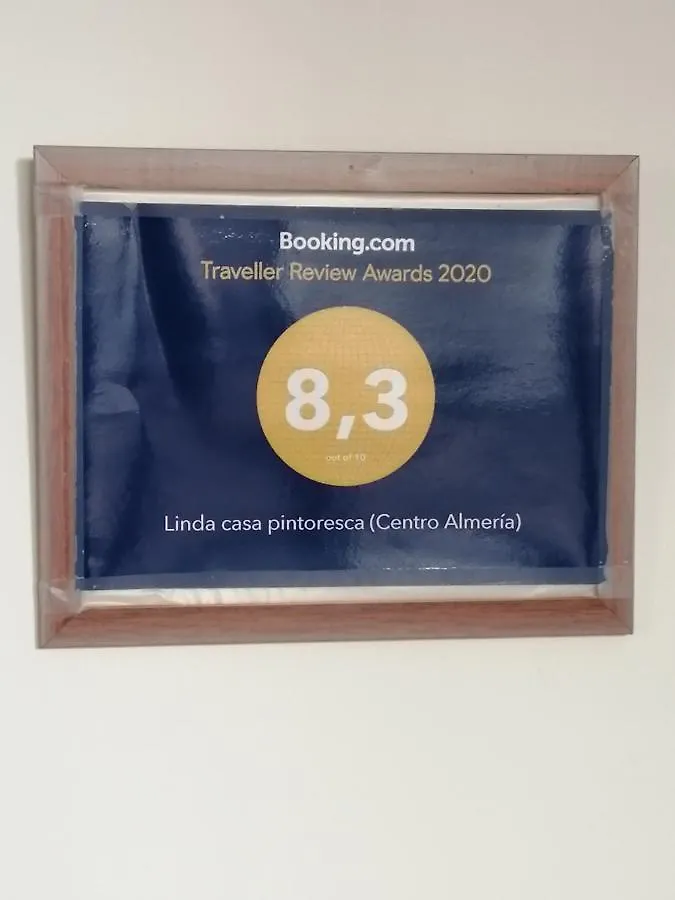 Booking.com
Traveller Review Awards 2020
8,3
out of 10
Linda casa pintoresca (Centro Almería)